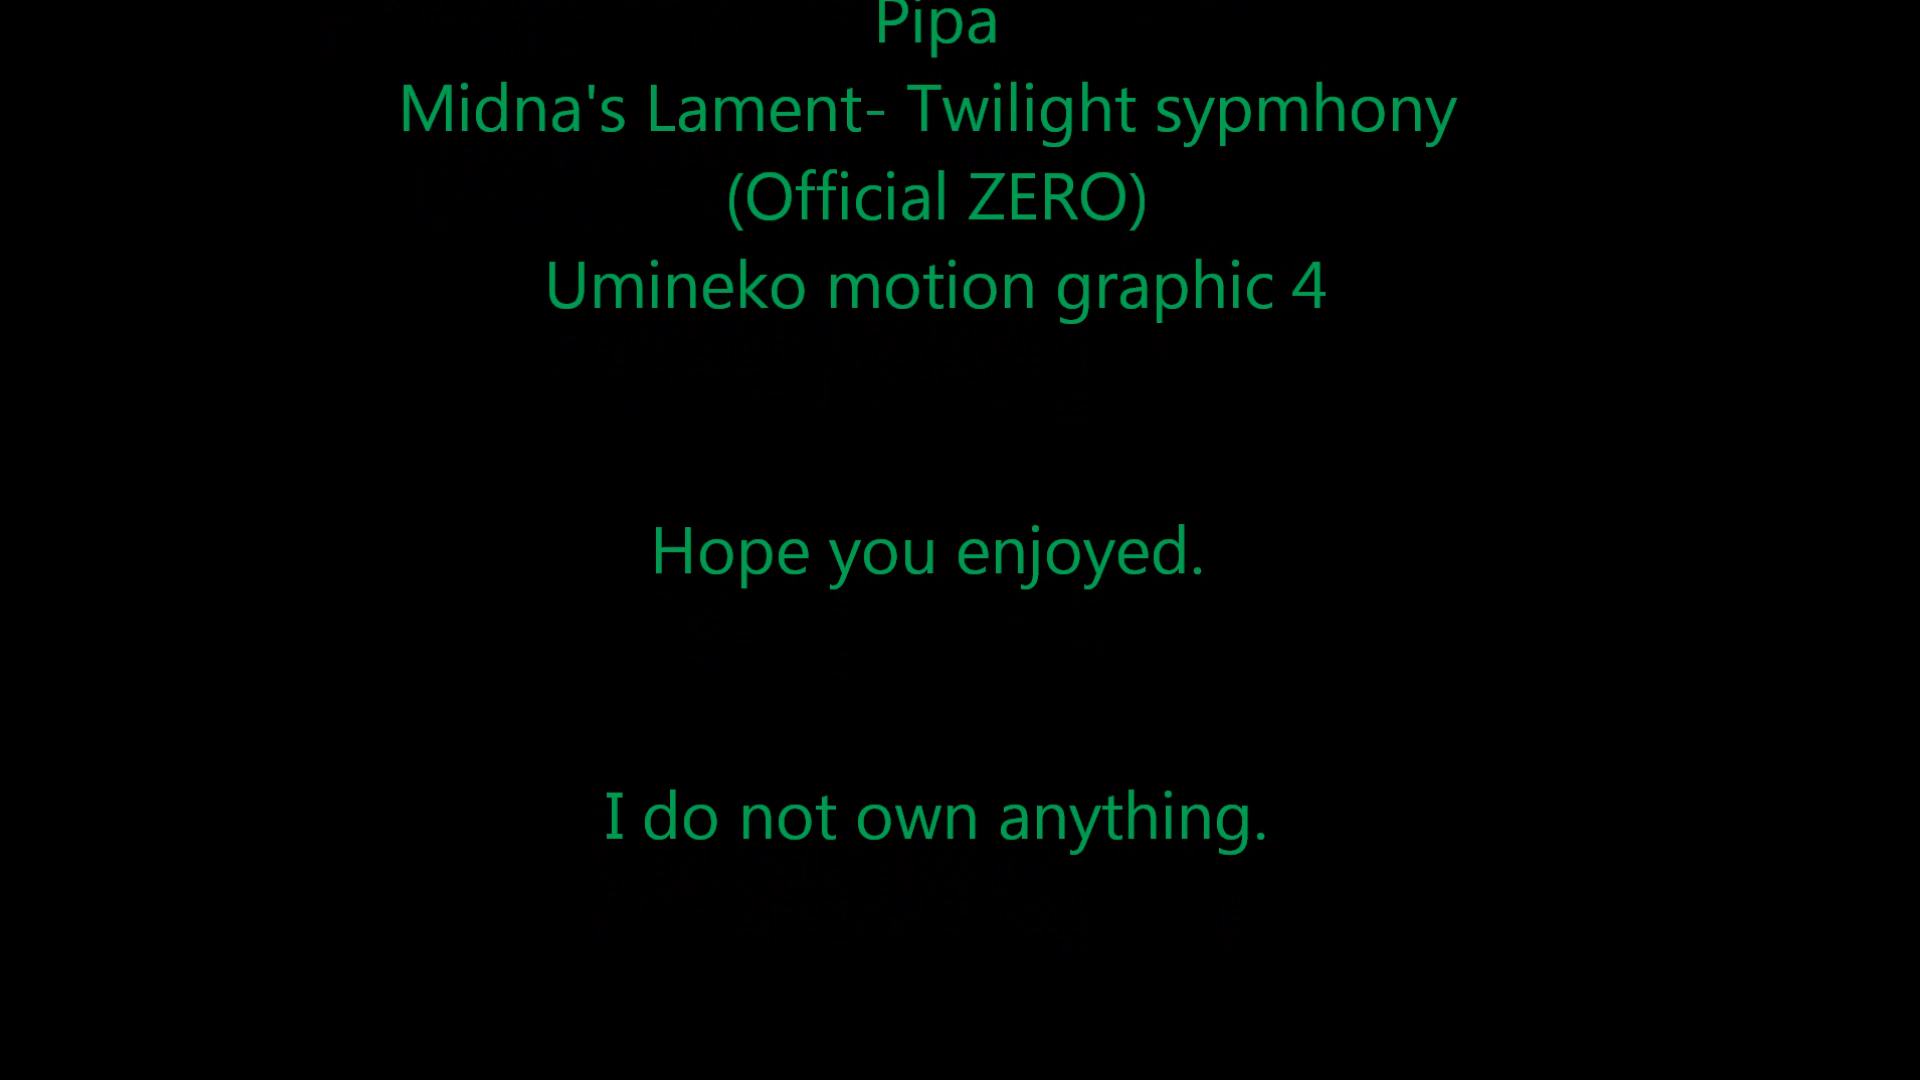 Pipa
Midna's Lament- Twilight sypmhony
(Official ZERO)
Umineko motion graphic 4
Hope you enjoyed.
I do not own anything.